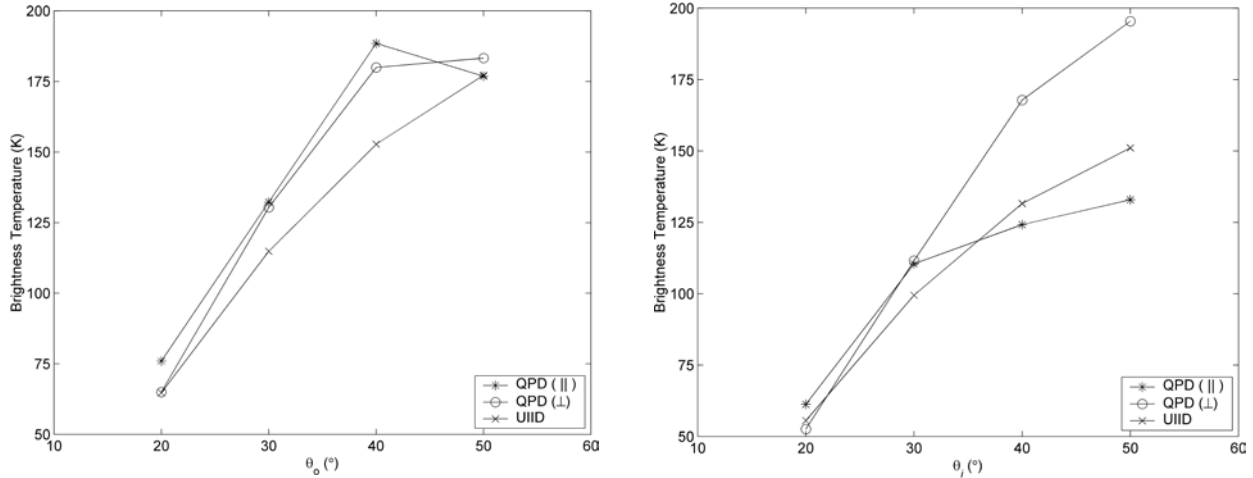 200
175
150
125
100
75
50
Brightness Temperature (K)
10
20
30
40
50
60
θo (°)
QPD ( || )
QPD (⊥)
UIID
200
175
150
125
100
75
50
Brightness Temperature (K)
10
20
30
40
50
60
θi (°)
QPD ( || )
QPD (⊥)
UIID